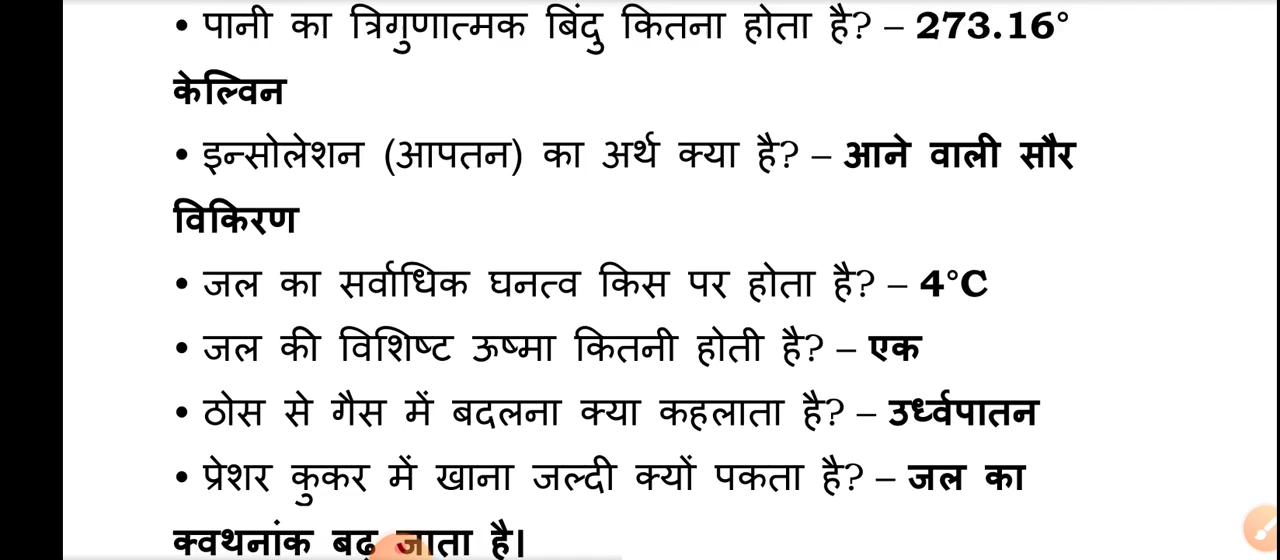 • पानी का त्रिगुणात्मक बिंदु कितना होता है? – 273.16°
केल्विन
• इन्सोलेशन (आपतन) का अर्थ क्या है? – आने वाली सौर
विकिरण
• जल का सर्वाधिक घनत्व किस पर होता है? – 4°C
• जल की विशिष्ट ऊष्मा कितनी होती है? – एक
• ठोस से गैस में बदलना क्या कहलाता है? – उर्ध्वपातन
• प्रेशर कुकर में खाना जल्दी क्यों पकता है? – जल का
क्वथनांक बढ़ जाता है।